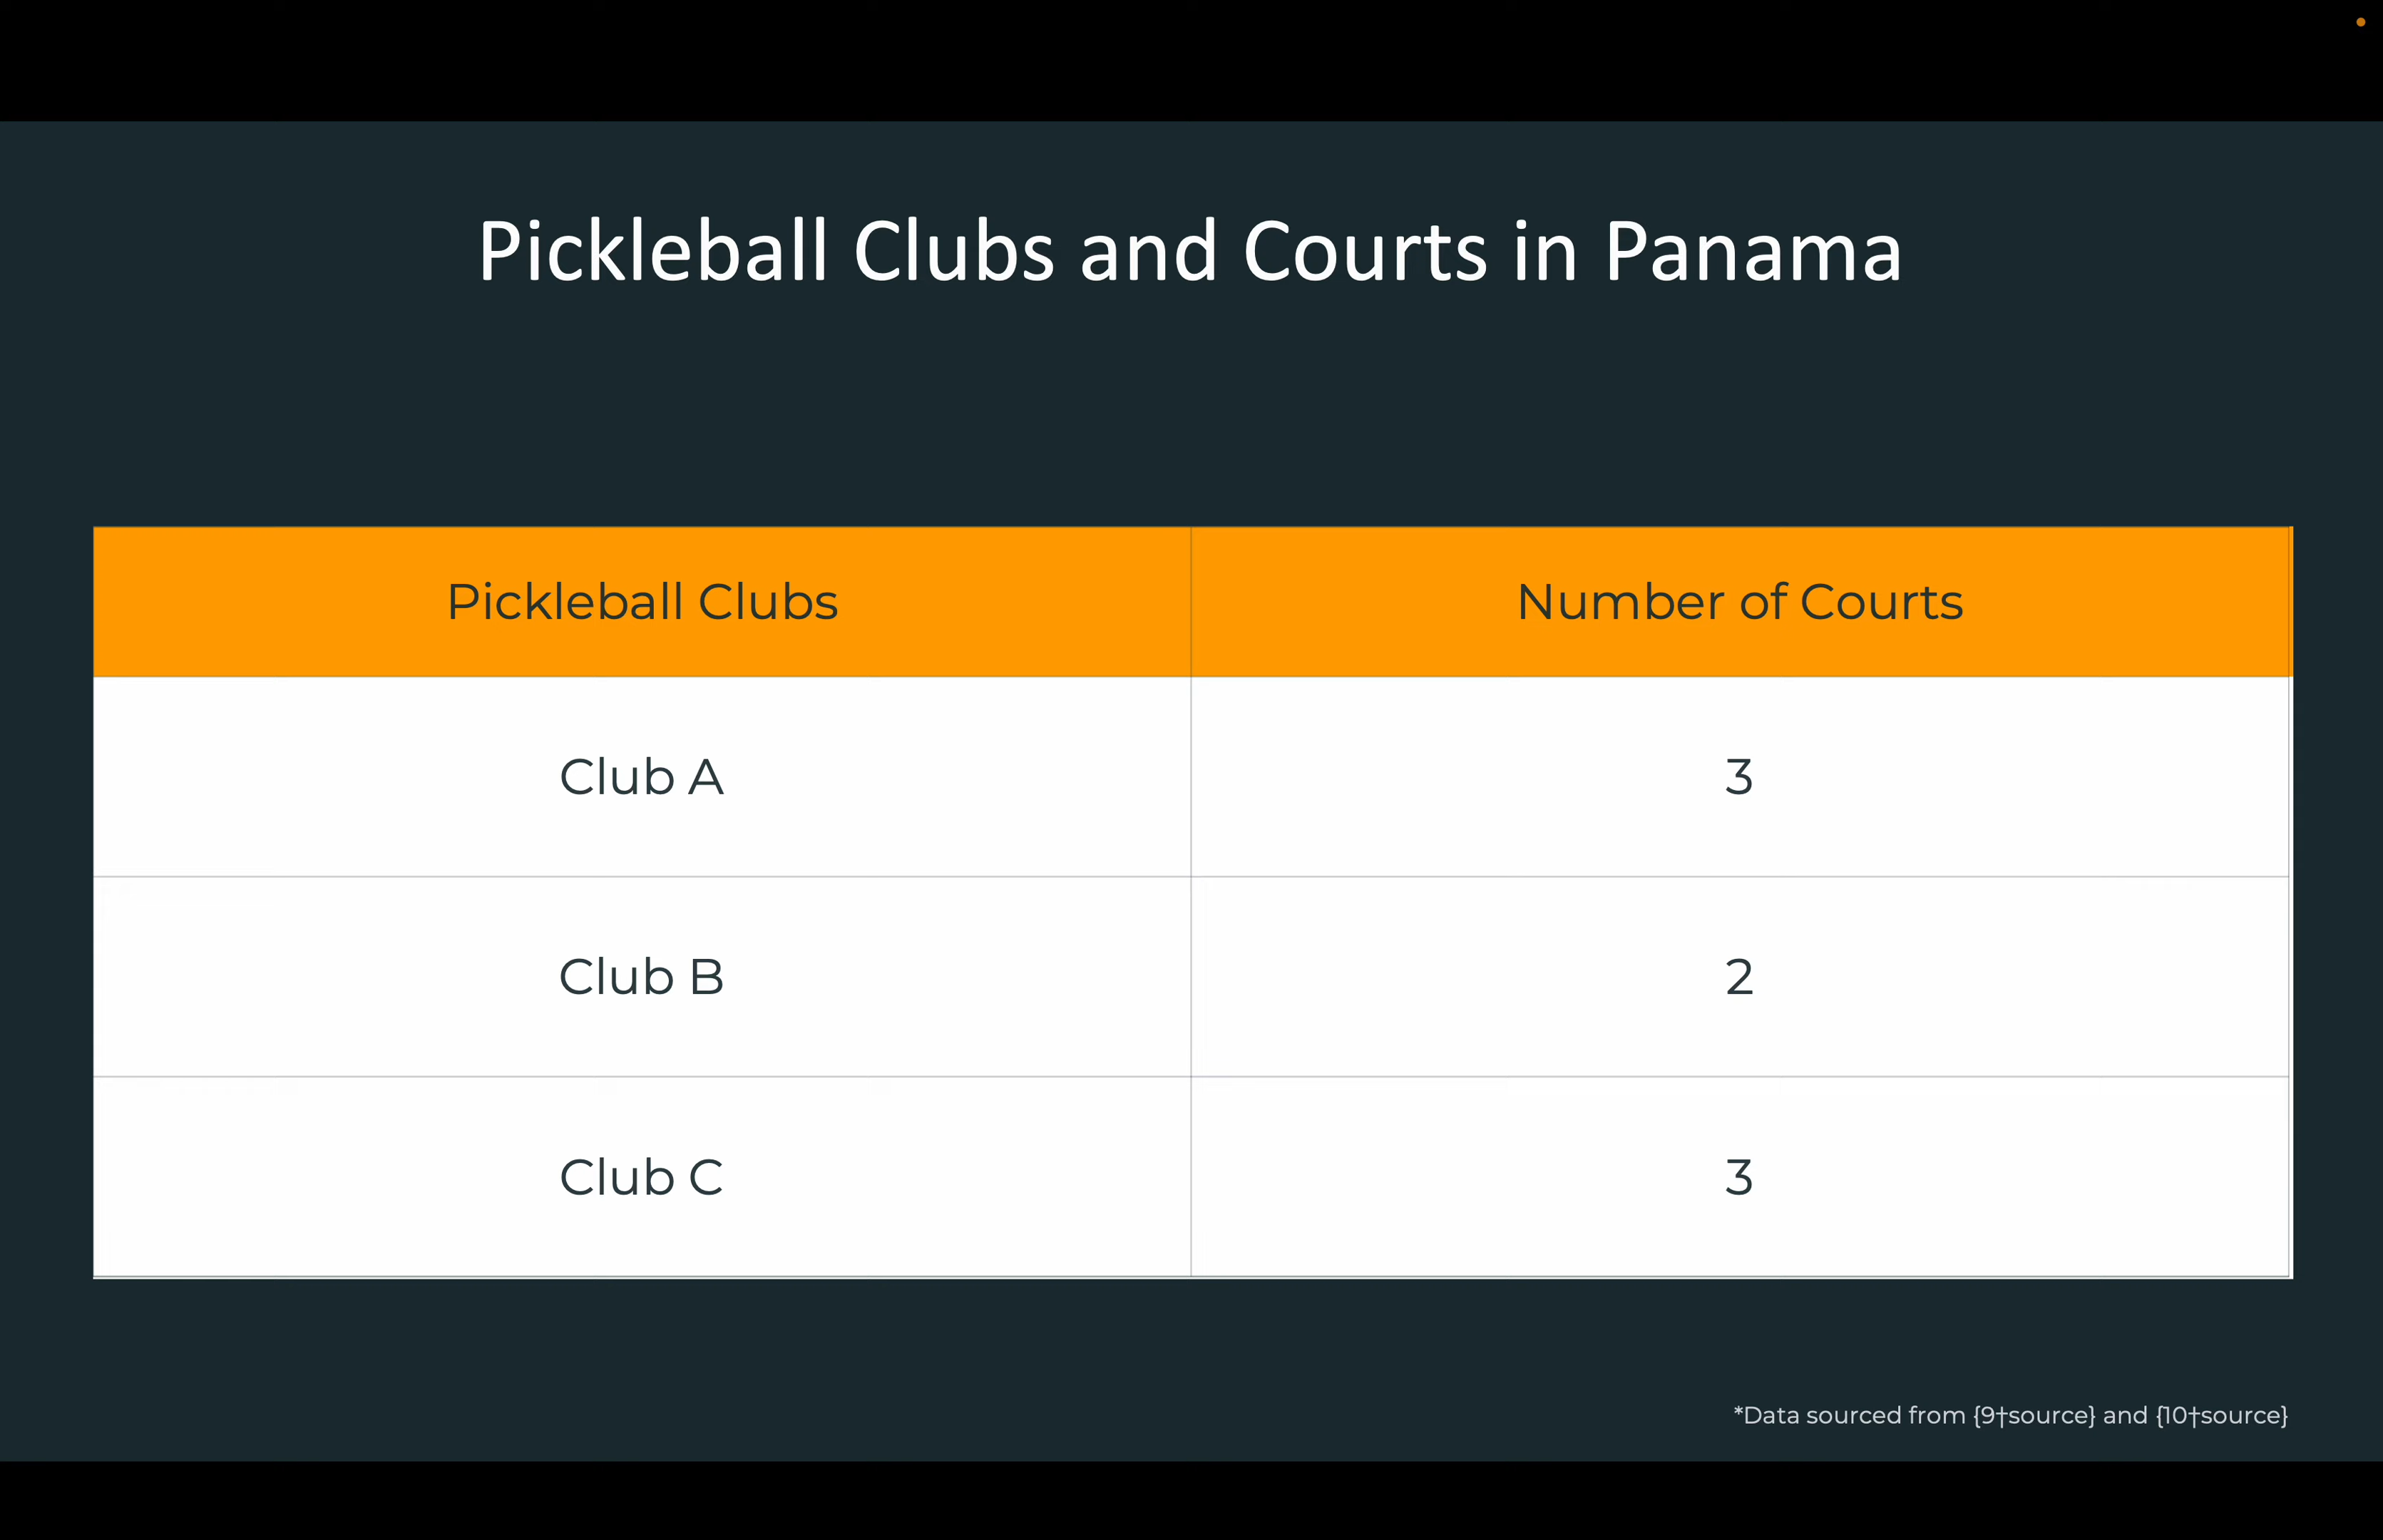 Pickleball Clubs and Courts in Panama
Pickleball Clubs Number of Courts
Club A 3
Club B 2
Club C 3
*Data sourced from {9†source} and {10†source}